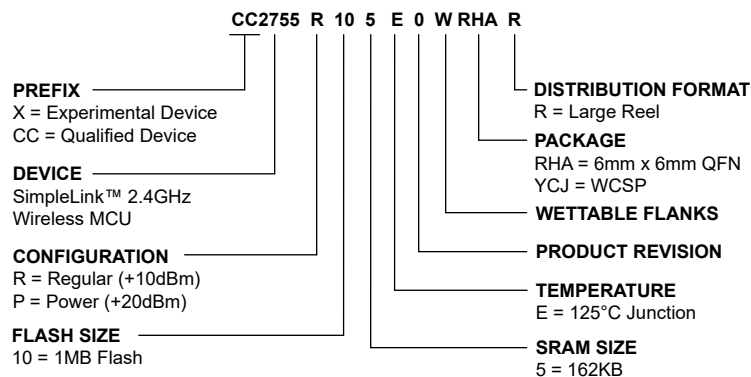 CC2755 R 10 5 E 0 W RHA R
PREFIX
X = Experimental Device
CC = Qualified Device
DEVICE
SimpleLink™ 2.4GHz
Wireless MCU
CONFIGURATION
R = Regular (+10dBm)
P = Power (+20dBm)
FLASH SIZE
10 = 1MB Flash
DISTRIBUTION FORMAT
R = Large Reel
PACKAGE
RHA = 6mm x 6mm QFN
YCJ = WCSP
WETTABLE FLANKS
PRODUCT REVISION
TEMPERATURE
E = 125°C Junction
SRAM SIZE
5 = 162KB